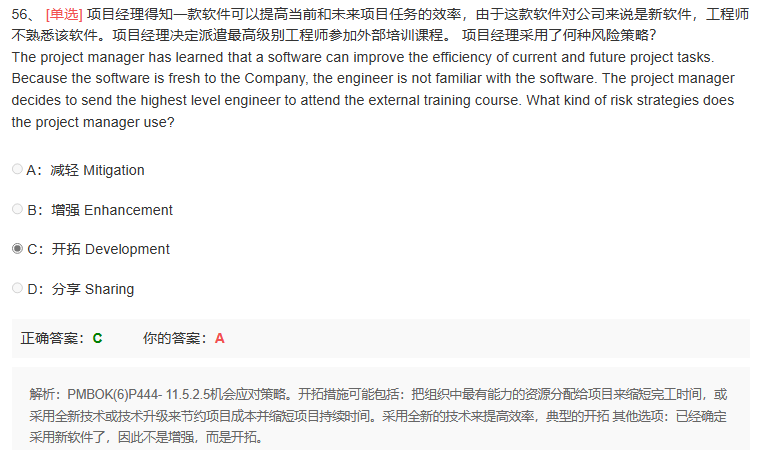 56、 [单选] 项目经理得知一款软件可以提高当前和未来项目任务的效率，由于这款软件对公司来说是新软件，工程师
不熟悉该软件。项目经理决定派遣最高级别工程师参加外部培训课程。 项目经理采用了何种风险策略?
The project manager has learned that a software can improve the efficiency of current and future project tasks.
Because the software is fresh to the Company, the engineer is not familiar with the software. The project manager
decides to send the highest level engineer to attend the external training course. What kind of risk strategies does
the project manager use?
A： 减轻 Mitigation
B： 增强 Enhancement
C： 开拓 Development
D： 分享 Sharing
正确答案：C 你的答案：A
解析：PMBOK(6)P444- 11.5.2.5机会应对策略。开拓措施可能包括：把组织中最有能力的资源分配给项目来缩短完工时间，或
采用全新技术或技术升级来节约项目成本并缩短项目持续时间。采用全新的技术来提高效率，典型的开拓 其他选项：已经确定
采用新软件了，因此不是增强，而是开拓。